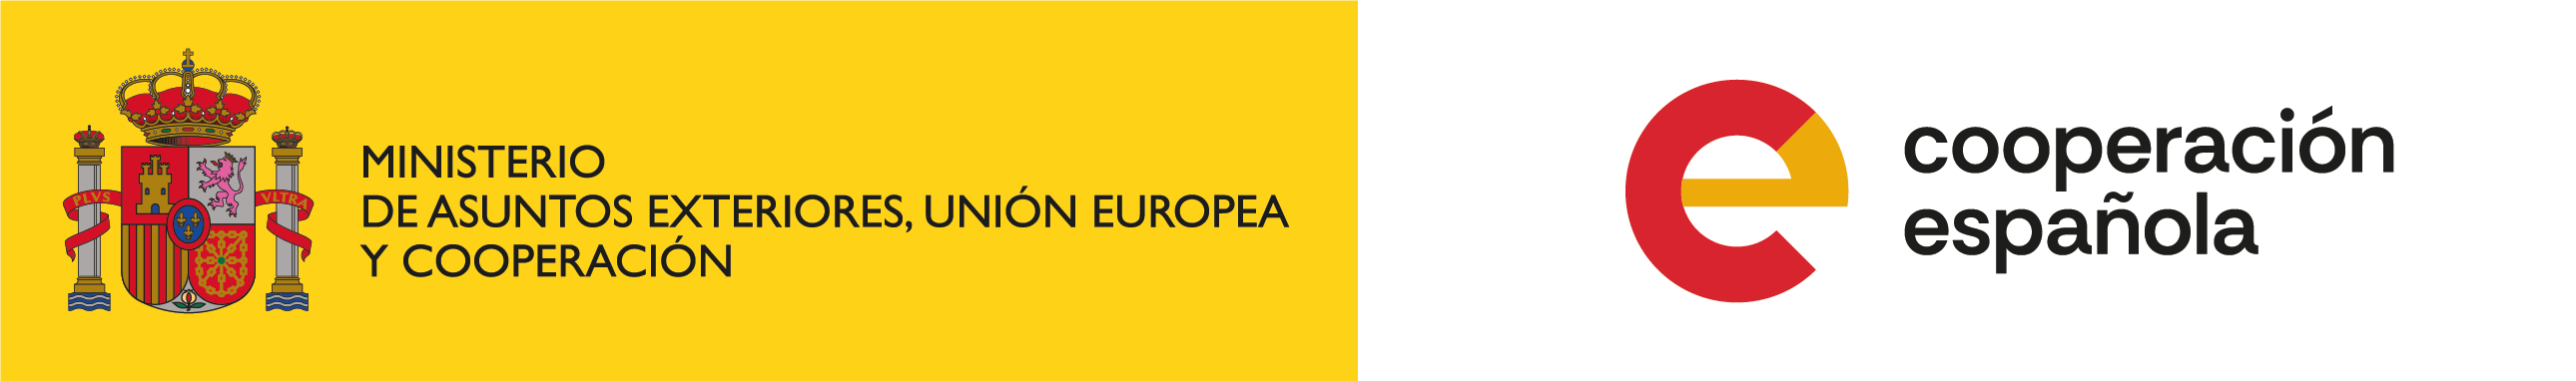 PLVS VLTRA
MINISTERIO
DE ASUNTOS EXTERIORES, UNIÓN EUROPEA
Y COOPERACIÓN
cooperación
española